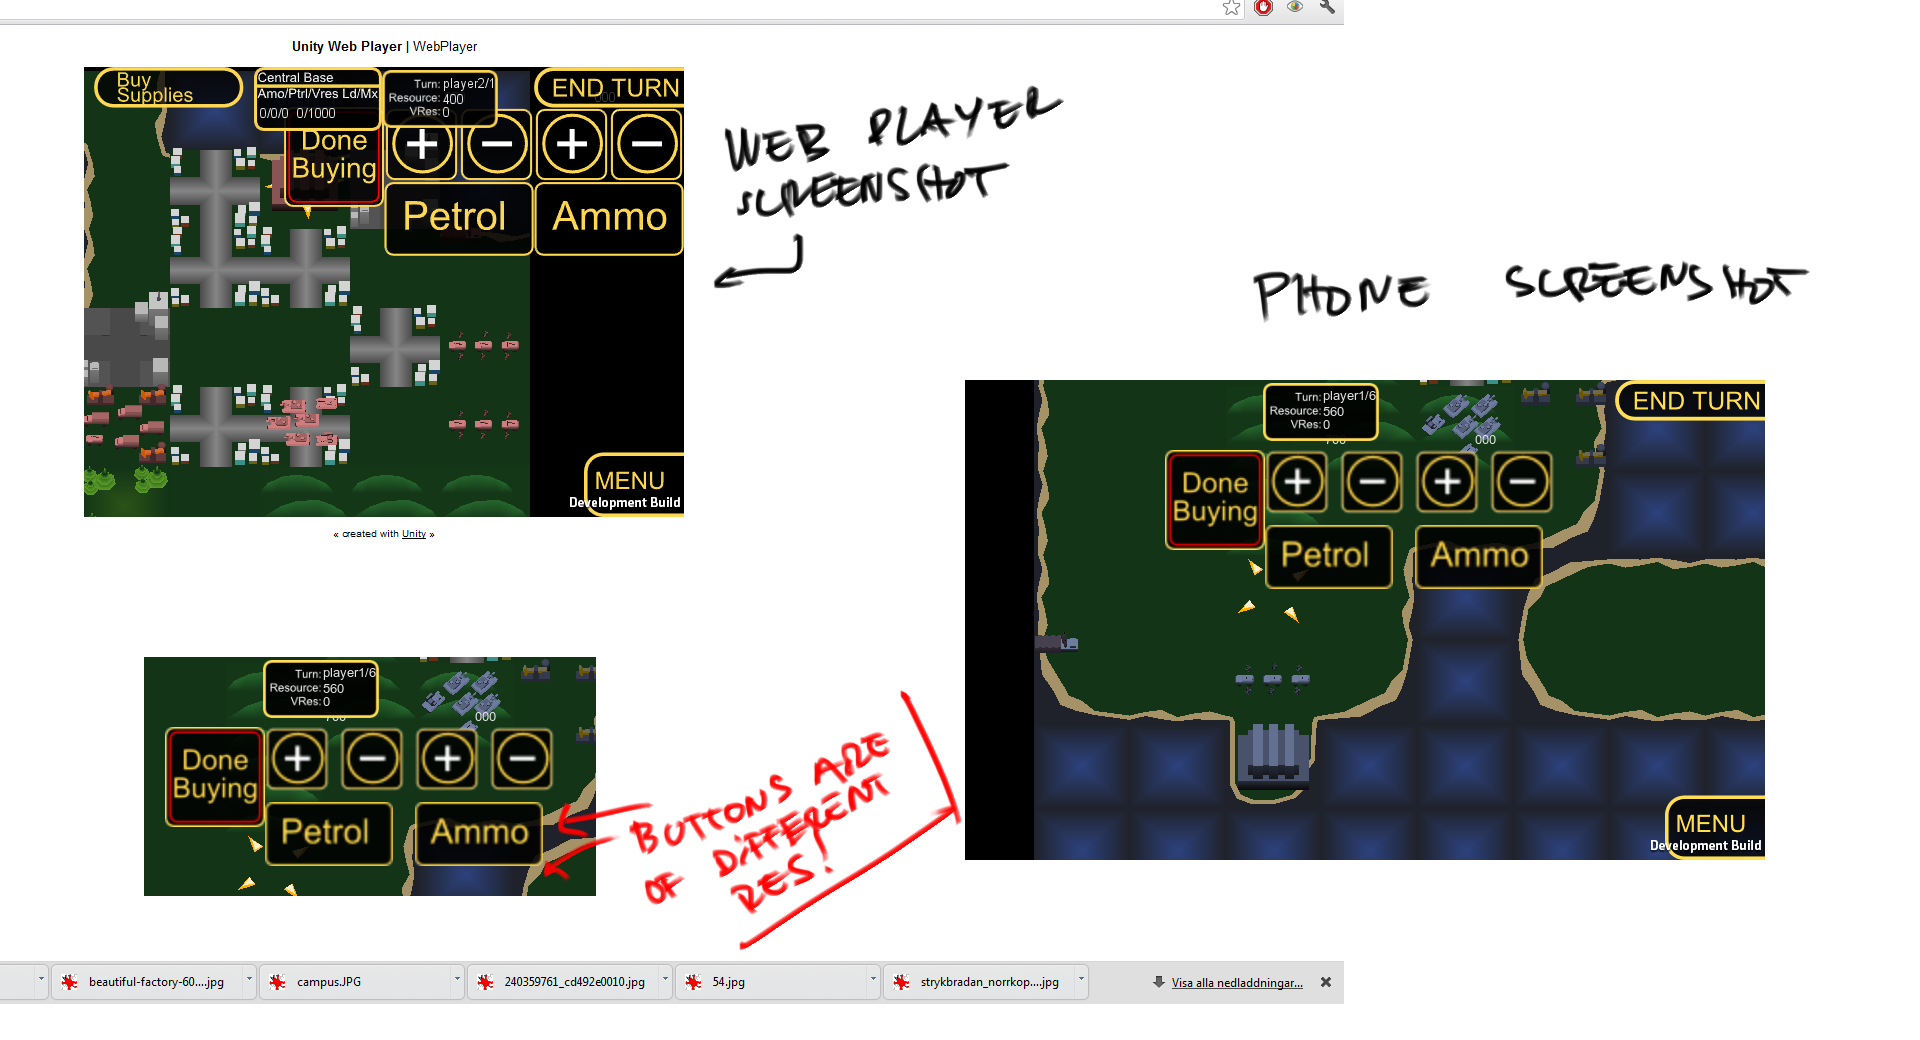 Unity Web Player | WebPlayer
Buy
Supplies
Central Base
Amo/Ptrl/Vres Ld/Mx
0/0/0 0/1000
Turn: player2/1
Resource: 400
VRes: 0
END TURN
000
Done
Buying
Petrol
Ammo
MENU
Development Build
« created with Unity »
WEB PLAYER
SCREENSHOT
PHONE SCREENSHOT
Turn: player1/6
Resource: 560
VRes: 0
000
END TURN
Done
Buying
Petrol
Ammo
MENU
Development Build
Turn: player1/6
Resource: 560
VRes: 0
000
Done
Buying
Petrol
Ammo
BUTTONS ARE
OF DIFFERENT
RES!
beautiful-factory-60....jpg
campus.JPG
240359761_cd492e0010.jpg
54.jpg
strykbradan_norrkop....jpg
Visa alla nedladdningar...